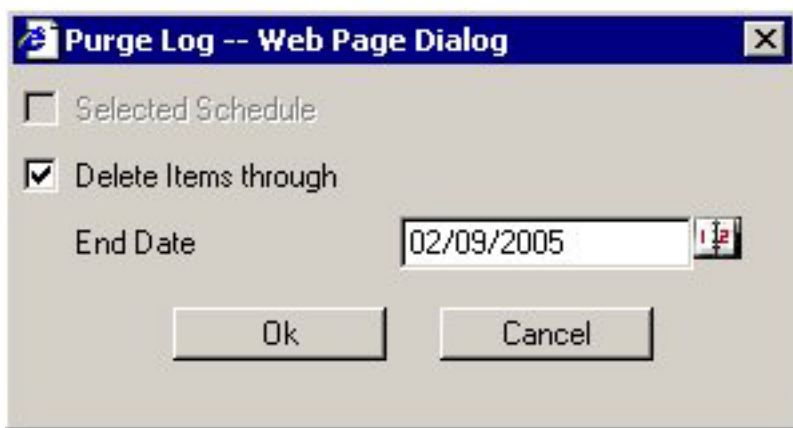 Purge Log -- Web Page Dialog
Selected Schedule
Delete Items through
End Date 02/09/2005
Ok Cancel